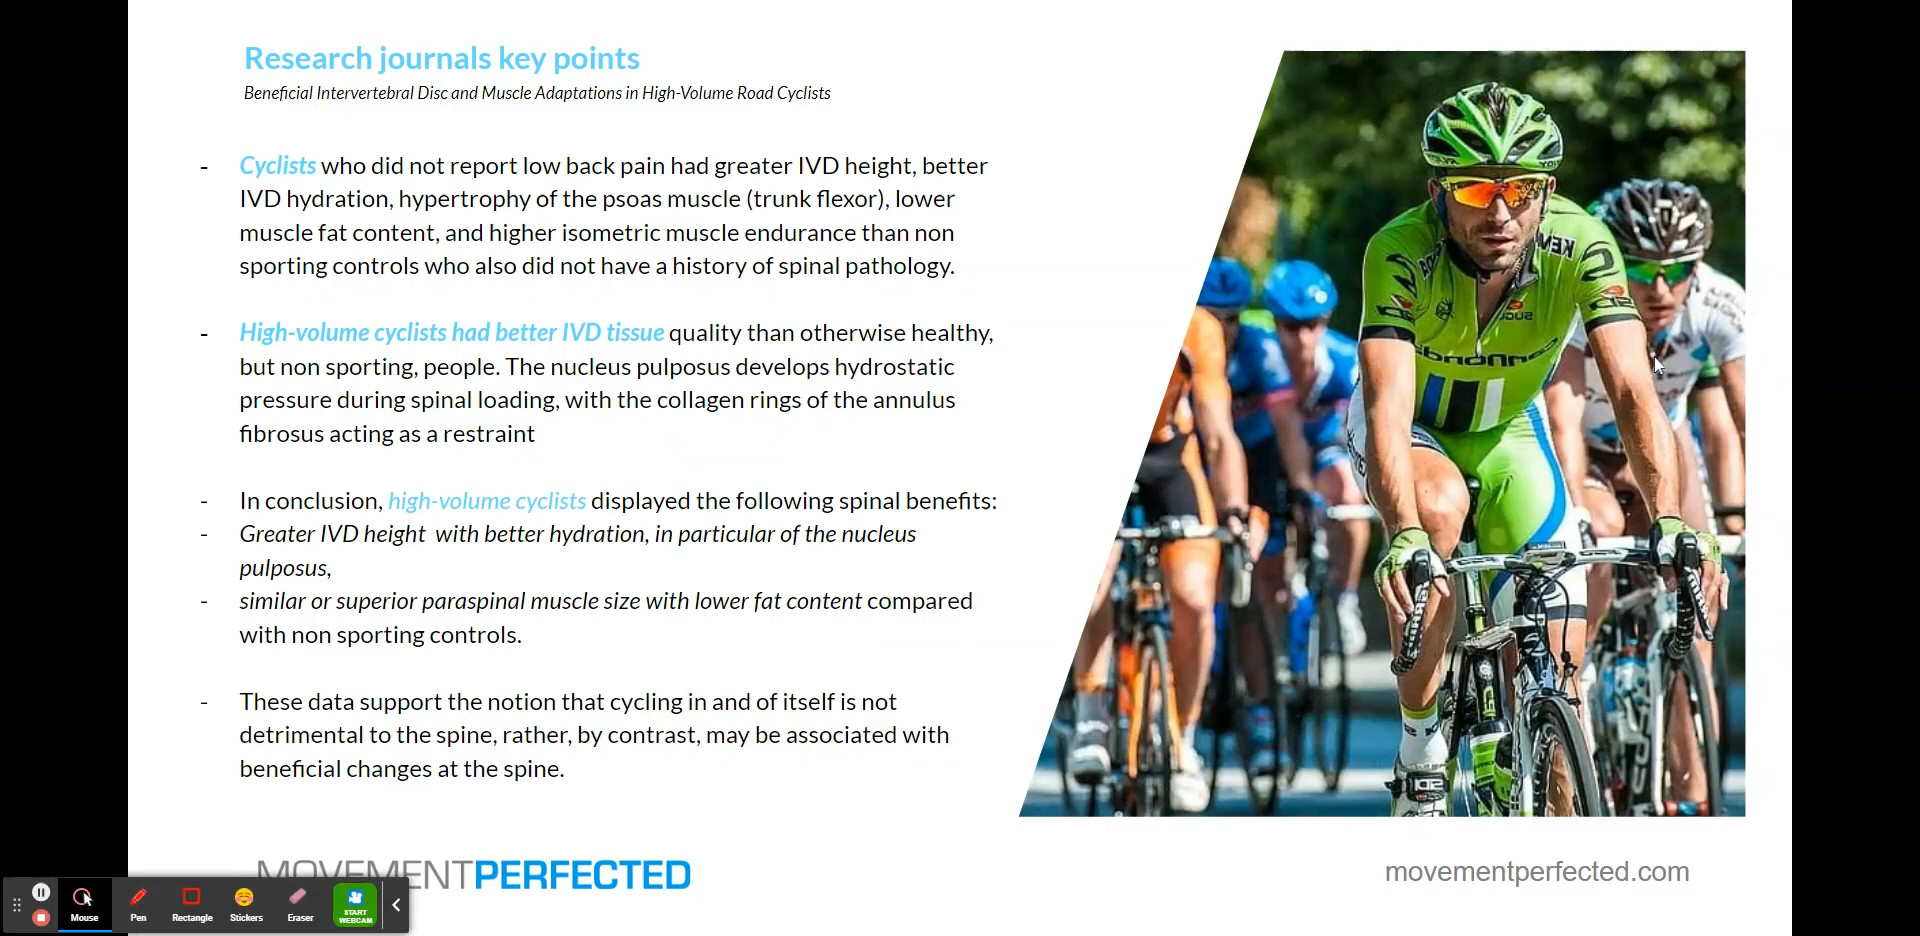 Research journals key points
Beneficial Intervertebral Disc and Muscle Adaptations in High-Volume Road Cyclists
- Cyclists who did not report low back pain had greater IVD height, better
IVD hydration, hypertrophy of the psoas muscle (trunk flexor), lower
muscle fat content, and higher isometric muscle endurance than non
sporting controls who also did not have a history of spinal pathology.
- High-volume cyclists had better IVD tissue quality than otherwise healthy,
but non sporting, people. The nucleus pulposus develops hydrostatic
pressure during spinal loading, with the collagen rings of the annulus
fibrosus acting as a restraint
- In conclusion, high-volume cyclists displayed the following spinal benefits:
- Greater IVD height with better hydration, in particular of the nucleus
pulposus,
- similar or superior paraspinal muscle size with lower fat content compared
with non sporting controls.
- These data support the notion that cycling in and of itself is not
detrimental to the spine, rather, by contrast, may be associated with
beneficial changes at the spine.
MOVEMENTPERFECTED
movementperfected.com
Mouse
Pen
Rectangle
Stickers
Eraser
START
WEBCAM